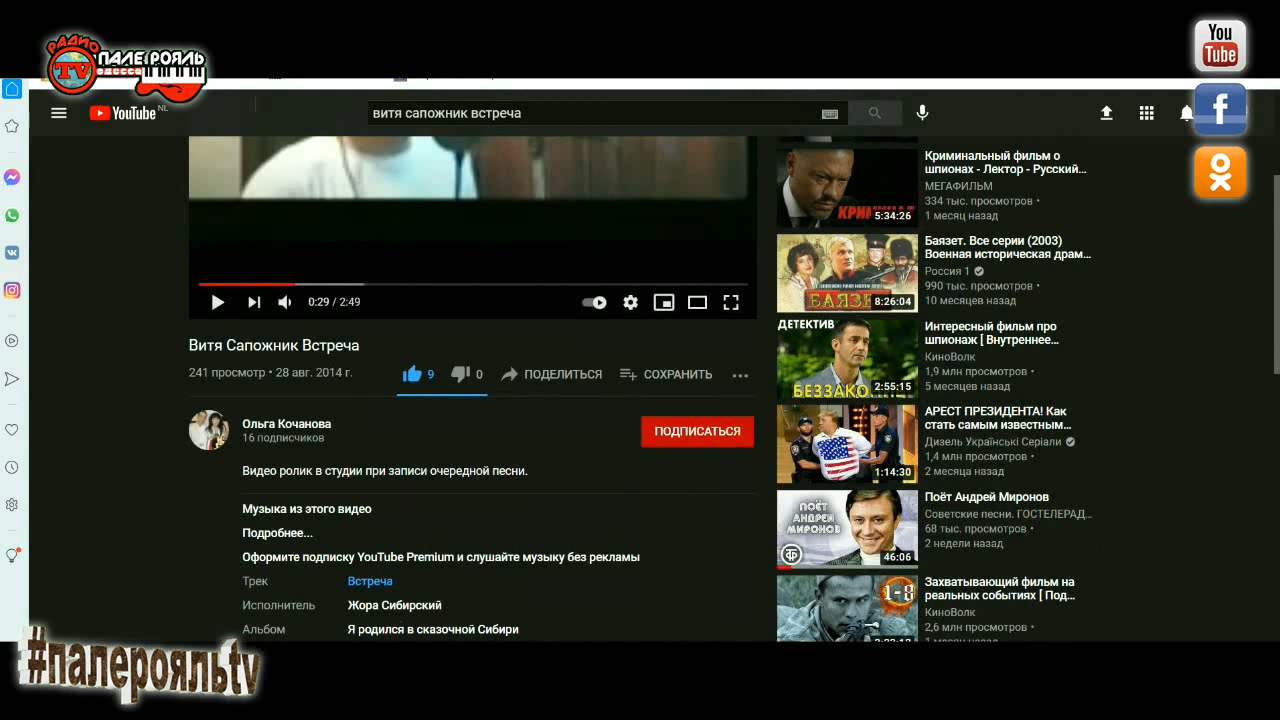 РАДИО
TV
ПАЛЕ РОЯЛЬ
Одесса
You
Tube
f
YouTube NL
витя сапожник встреча
0:29 / 2:49
Витя Сапожник Встреча
241 просмотр • 28 авг. 2014 г.
9
0
ПОДЕЛИТЬСЯ
СОХРАНИТЬ
Ольга Кочанова
16 подписчиков
ПОДПИСАТЬСЯ
Видео ролик в студии при записи очередной песни.
Музыка из этого видео
Подробнее...
Оформите подписку YouTube Premium и слушайте музыку без рекламы
Трек
Встреча
Исполнитель
Жора Сибирский
Альбом
Я родился в сказочной Сибири
5:34:26
Криминальный фильм о
шпионах - Лектор - Русский...
МЕГАФИЛЬМ
334 тыс. просмотров •
1 месяц назад
8:26:04
Баязет. Все серии (2003)
Военная историческая драм...
Россия 1
990 тыс. просмотров •
10 месяцев назад
ДЕТЕКТИВ
2:55:15
Интересный фильм про
шпионаж [ Внутреннее...
КиноВолк
1,9 млн просмотров •
5 месяцев назад
1:14:30
АРЕСТ ПРЕЗИДЕНТА! Как
стать самым известным...
Дизель Українські Серіали
1,4 млн просмотров •
2 месяца назад
ПОЁТ
АНДРЕЙ
МИРОНОВ
46:06
Поёт Андрей Миронов
Советские песни. ГОСТЕЛЕРАД...
68 тыс. просмотров •
2 недели назад
1-8
Захватывающий фильм на
реальных событиях [ Под...
КиноВолк
2,6 млн просмотров •
#палерояльtv